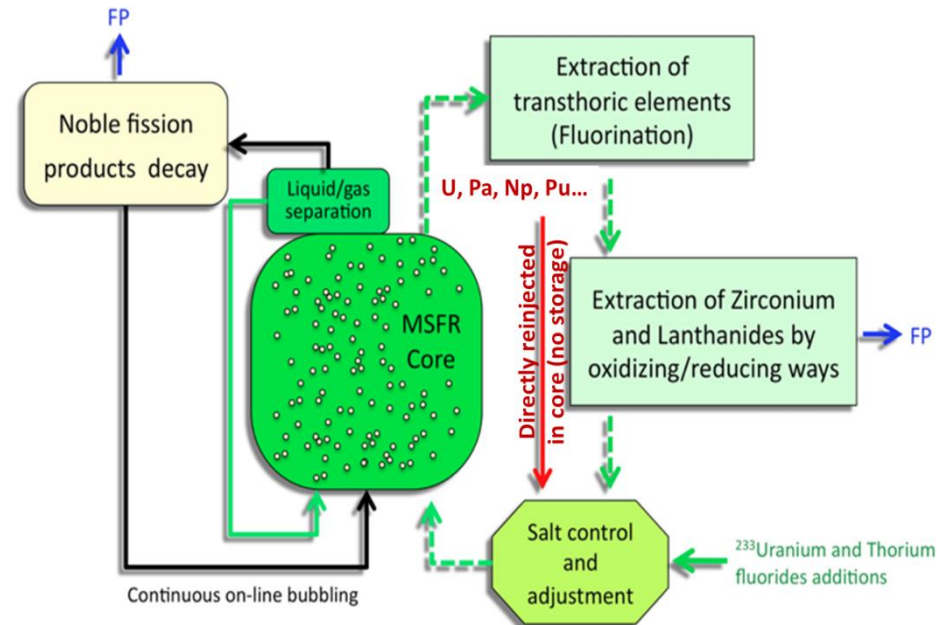 FP
Noble fission
products decay
Liquid/gas
separation
MSFR
Core
Continuous on-line bubbling
Extraction of
transthoric elements
(Fluorination)
U, Pa, Np, Pu...
Directly reinjected
in core (no storage)
Extraction of Zirconium
and Lanthanides by
oxidizing/reducing ways
FP
Salt control
and
adjustment
²³³Uranium and Thorium
fluorides additions